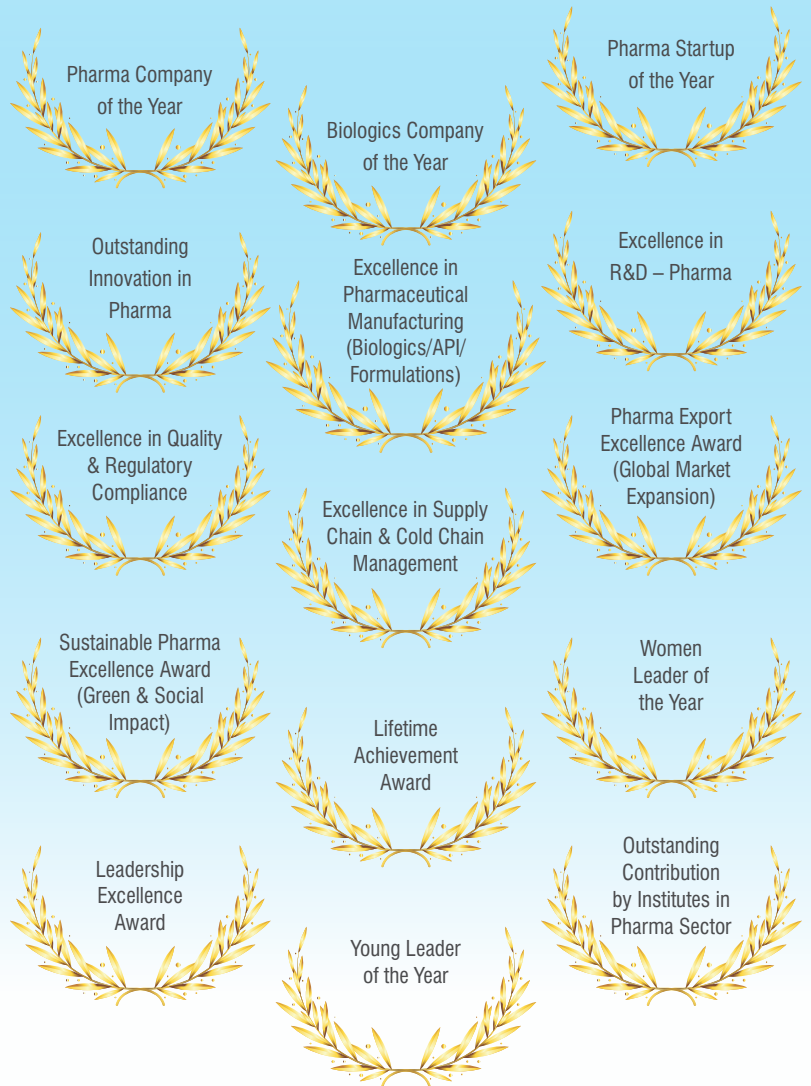 Pharma Company
of the Year
Biologics Company
of the Year
Pharma Startup
of the Year
Outstanding
Innovation in
Pharma
Excellence in
Pharmaceutical
Manufacturing
(Biologics/API/
Formulations)
Excellence in
R&D – Pharma
Excellence in Quality
& Regulatory
Compliance
Excellence in Supply
Chain & Cold Chain
Management
Pharma Export
Excellence Award
(Global Market
Expansion)
Sustainable Pharma
Excellence Award
(Green & Social
Impact)
Lifetime
Achievement
Award
Women
Leader of
the Year
Leadership
Excellence
Award
Young Leader
of the Year
Outstanding
Contribution
by Institutes in
Pharma Sector